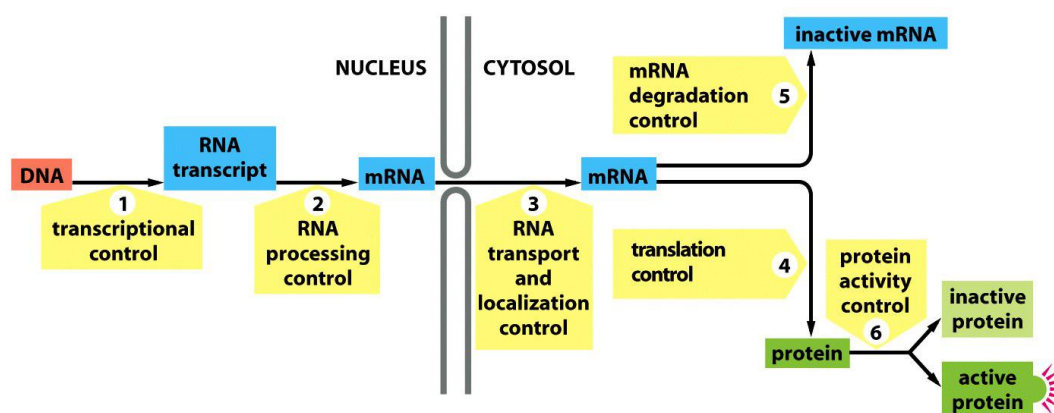 inactive mRNA
NUCLEUS
CYTOSOL
mRNA
degradation
control
5
DNA
RNA
transcript
mRNA
mRNA
1
transcriptional
control
2
RNA
processing
control
3
RNA
transport
and
localization
control
translation
control
4
protein
activity
control
6
protein
inactive
protein
active
protein